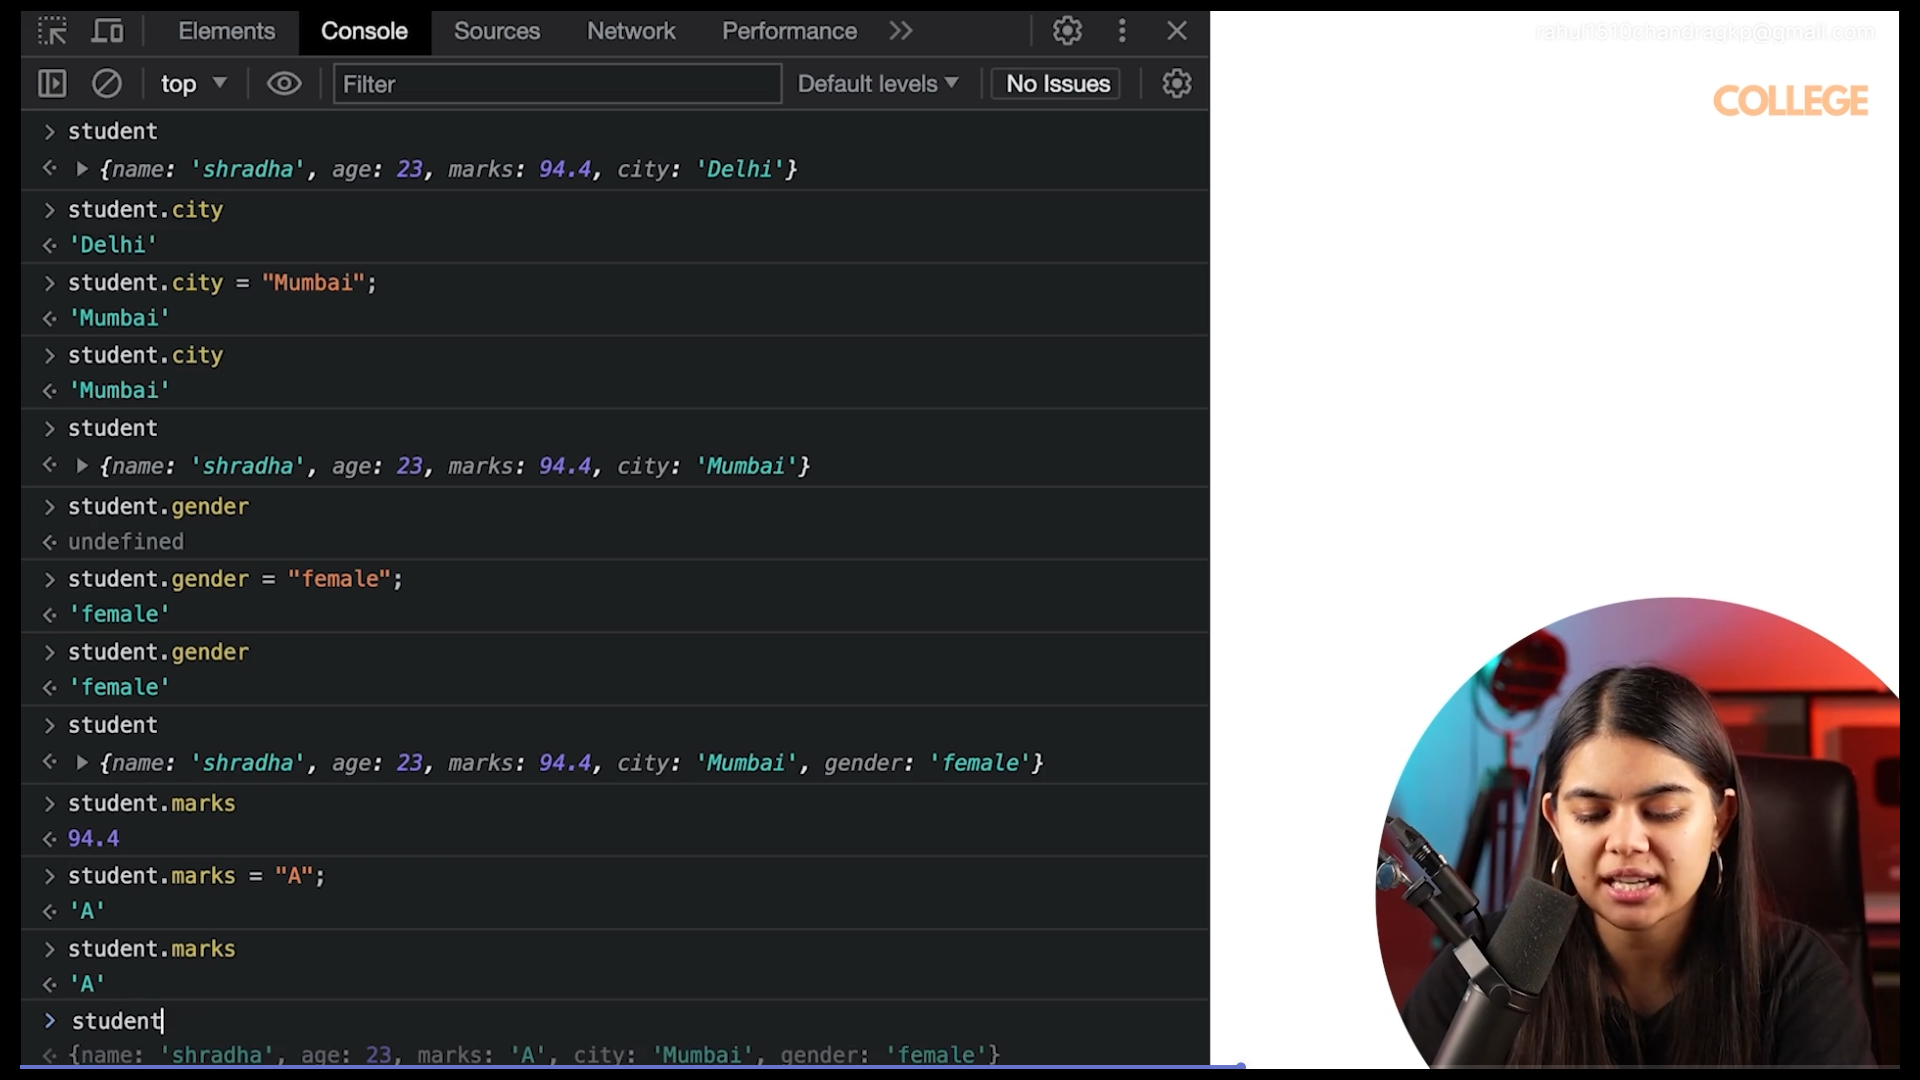 Elements Console Sources Network Performance
top Filter Default levels No Issues
rahul1610chandragkp@gmail.com
COLLEGE
> student
{name: 'shradha', age: 23, marks: 94.4, city: 'Delhi'}
> student.city
'Delhi'
> student.city = "Mumbai";
'Mumbai'
> student.city
'Mumbai'
> student
{name: 'shradha', age: 23, marks: 94.4, city: 'Mumbai'}
> student.gender
undefined
> student.gender = "female";
'female'
> student.gender
'female'
> student
{name: 'shradha', age: 23, marks: 94.4, city: 'Mumbai', gender: 'female'}
> student.marks
94.4
> student.marks = "A";
'A'
> student.marks
'A'
> student
{name: 'shradha', age: 23, marks: 'A', city: 'Mumbai', gender: 'female'}